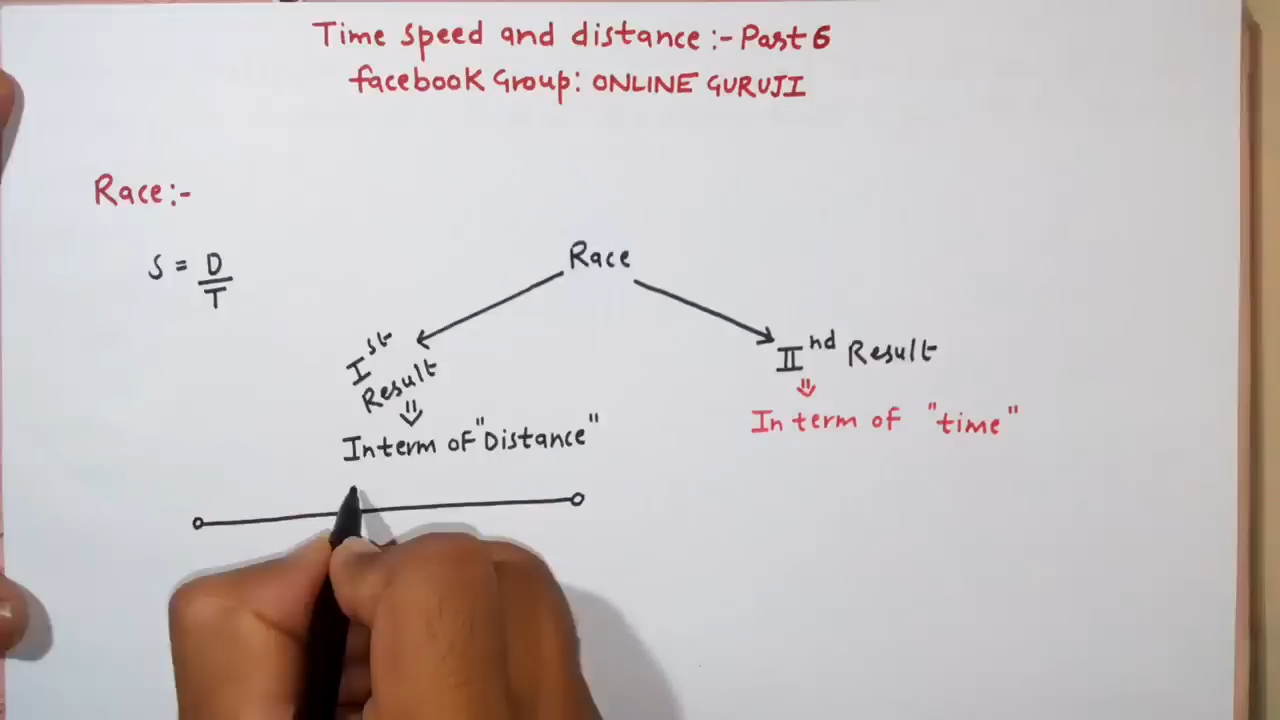 Time speed and distance :- Part 6
facebook Group: ONLINE GURUJI
Race:-
S = D
T
Race
Ist
Result
⇓
Interm of "Distance"
IInd Result
⇓
In term of "time"